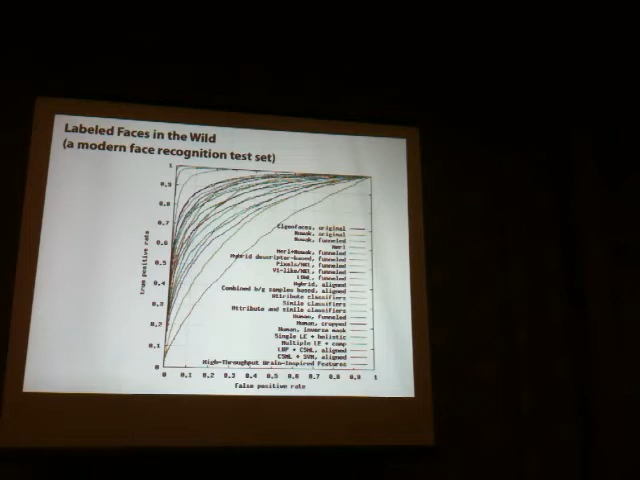 Labeled Faces in the Wild
(a modern face recognition test set)
1
0.9
0.8
0.7
0.6
0.5
0.4
0.3
0.2
0.1
0
true positive rate
Eigenfaces, original
Nowak, original
Nowak, funneled
Merl
Merl+Nowak, funneled
Hybrid descriptor-based, funneled
Pixels/MKL, funneled
V1-like/MKL, funneled
LDML, funneled
Hybrid, aligned
Combined b/g samples based, aligned
Attribute classifiers
Simile classifiers
Attribute and simile classifiers
Human, funneled
Human, cropped
Human, inverse mask
Single LE + holistic
Multiple LE + comp
LBP + CSML, aligned
CSML + SVM, aligned
High-Throughput Brain-Inspired Features
0 0.1 0.2 0.3 0.4 0.5 0.6 0.7 0.8 0.9 1
false positive rate